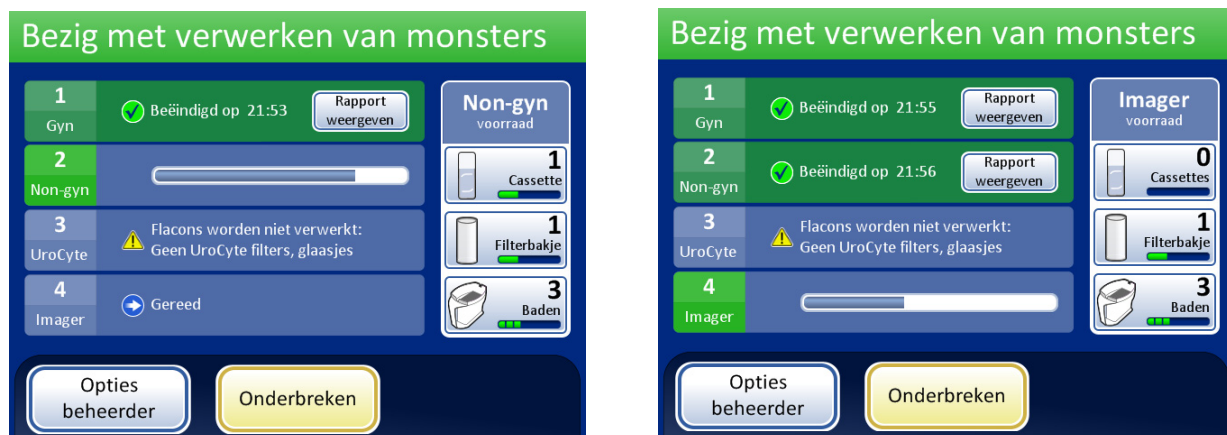 Bezig met verwerken van monsters
1
Gyn
Beëindigd op 21:53
Rapport
weergeven
2
Non-gyn
3
UroCyte
Flacons worden niet verwerkt:
Geen UroCyte filters, glaasjes
4
Imager
Gereed
Non-gyn
voorraad
1
Cassette
1
Filterbakje
3
Baden
Opties
beheerder
Onderbreken
Bezig met verwerken van monsters
1
Gyn
Beëindigd op 21:55
Rapport
weergeven
2
Non-gyn
Beëindigd op 21:56
Rapport
weergeven
3
UroCyte
Flacons worden niet verwerkt:
Geen UroCyte filters, glaasjes
4
Imager
Imager
voorraad
0
Cassettes
1
Filterbakje
3
Baden
Opties
beheerder
Onderbreken